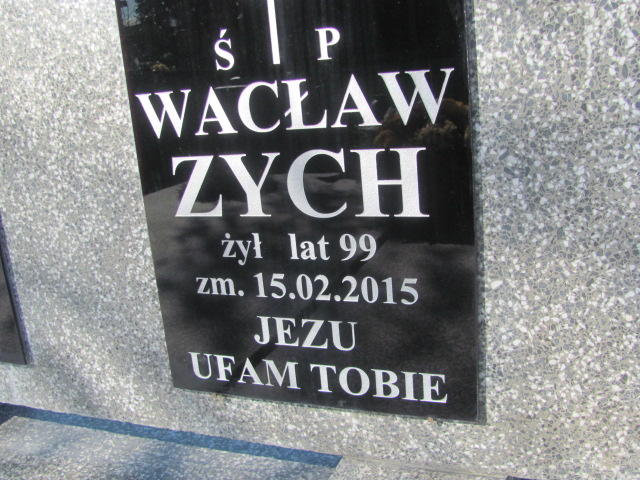 Ś P
WACŁAW
ZYCH
żył lat 99
zm. 15.02.2015
JEZU
UFAM TOBIE